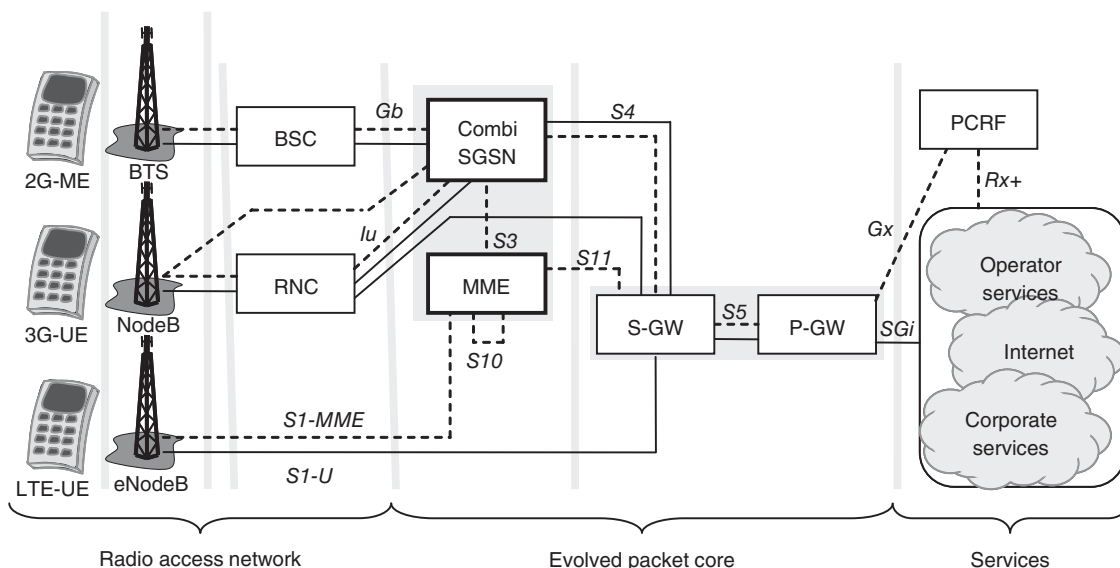 Gb
S4
BSC
Combi
SGSN
PCRF
2G-ME
BTS
Rx+
Iu
S3
Gx
S11
RNC
MME
Operator
services
3G-UE
NodeB
S-GW
S5
P-GW
SGi
S10
Internet
S1-MME
Corporate
services
LTE-UE
eNodeB
S1-U
Radio access network
Evolved packet core
Services